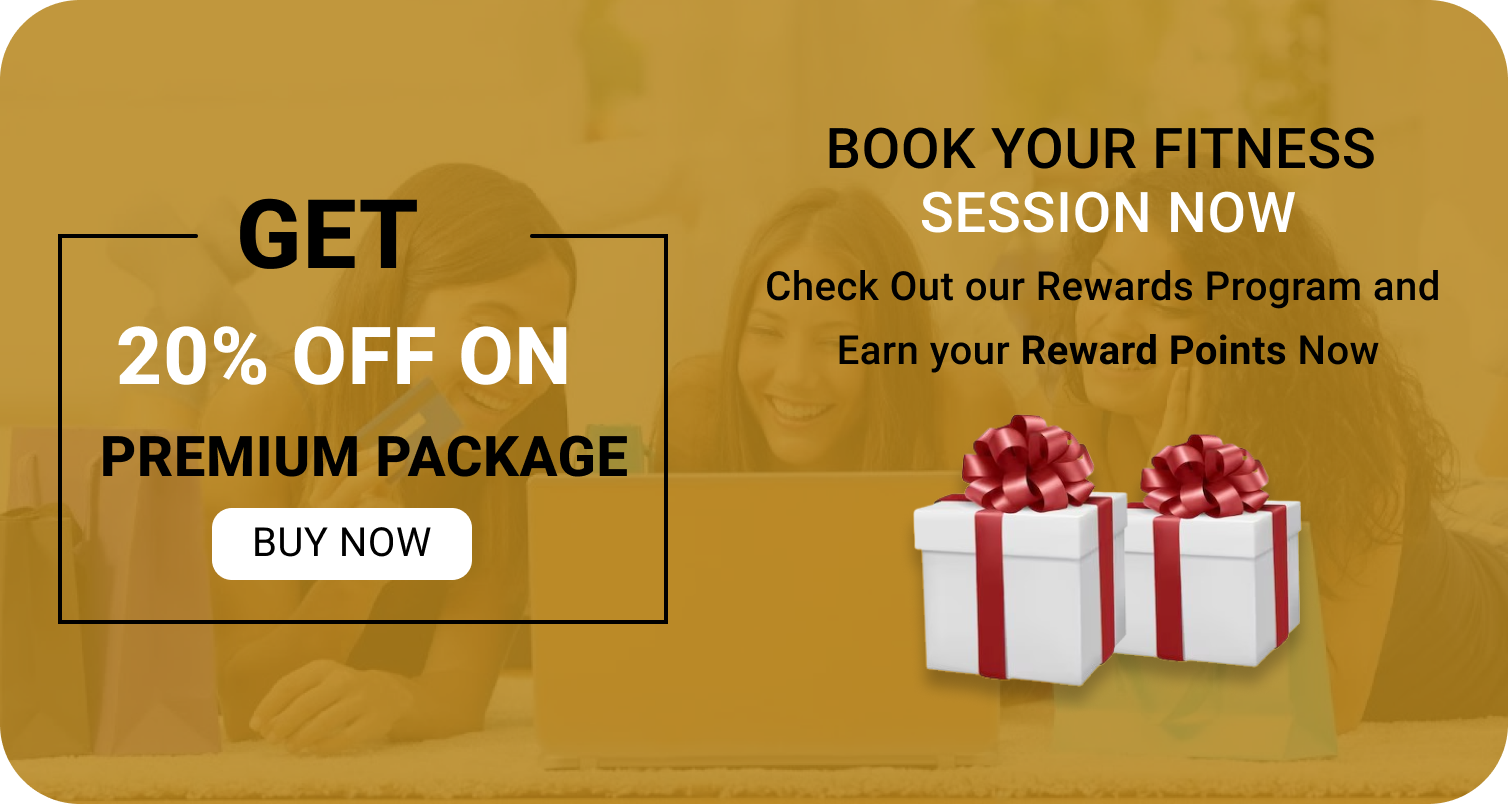 GET
20% OFF ON
PREMIUM PACKAGE
BUY NOW
BOOK YOUR FITNESS
SESSION NOW
Check Out our Rewards Program and
Earn your Reward Points Now